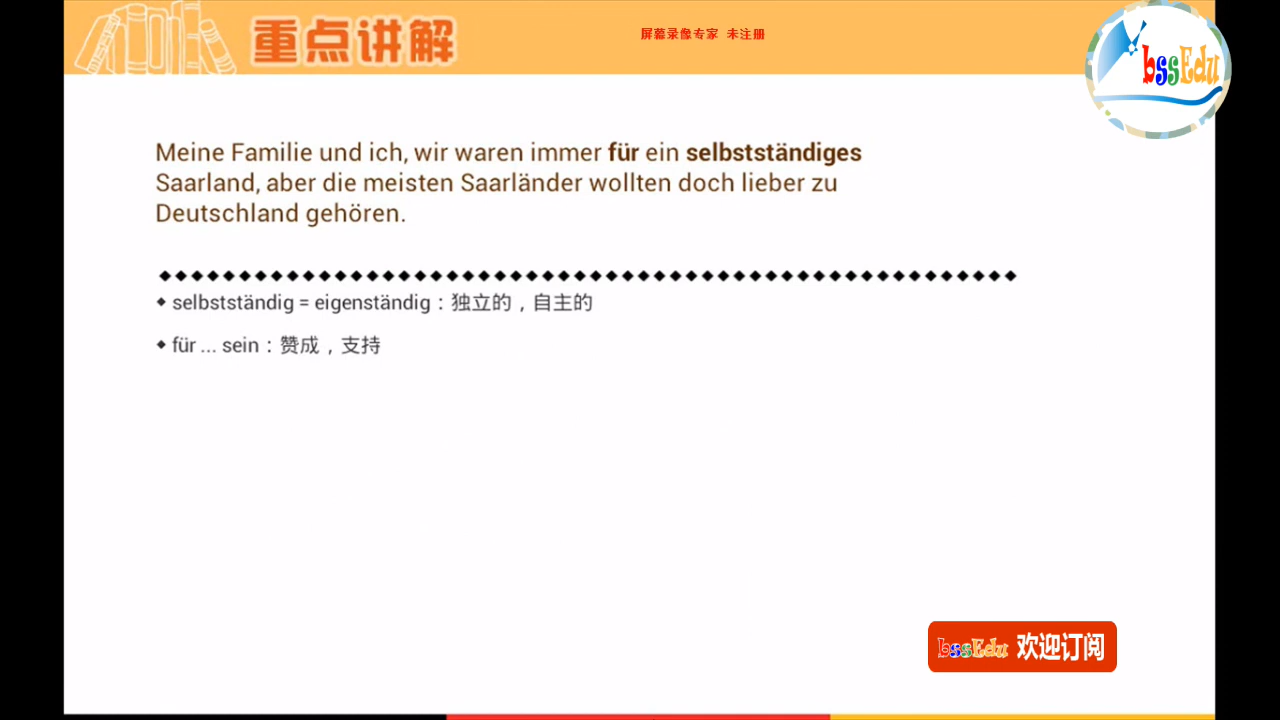 重点讲解
屏幕录像专家 未注册
bssEdu
Meine Familie und ich, wir waren immer für ein selbstständiges
Saarland, aber die meisten Saarländer wollten doch lieber zu
Deutschland gehören.
selbstständig = eigenständig：独立的，自主的
für ... sein：赞成，支持
bssEdu 欢迎订阅